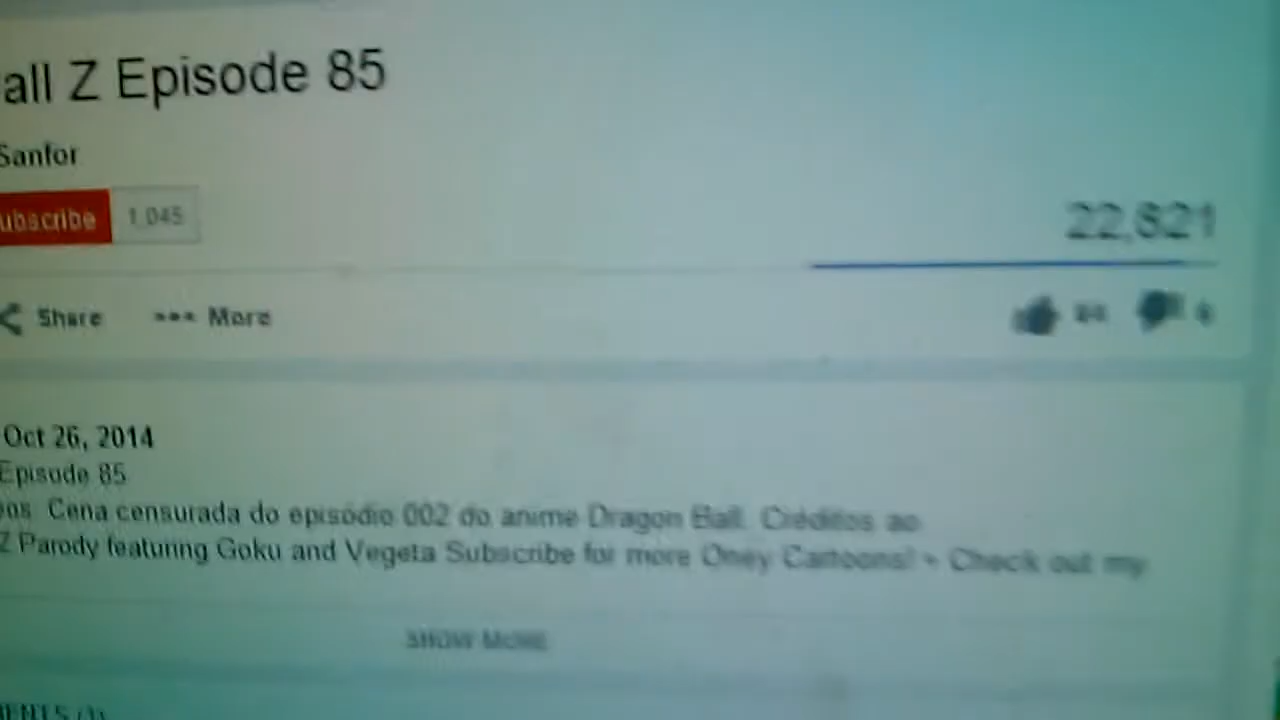 all Z Episode 85
Sanfor
ubscribe 1,045
22,821
Share More
Oct 26, 2014
Episode 85
os Cena censurada do episódio 002 do anime Dragon Ball. Créditos ao
Z Parody featuring Goku and Vegeta Subscribe for more Oney Cartoons! Check out my
SHOW MORE